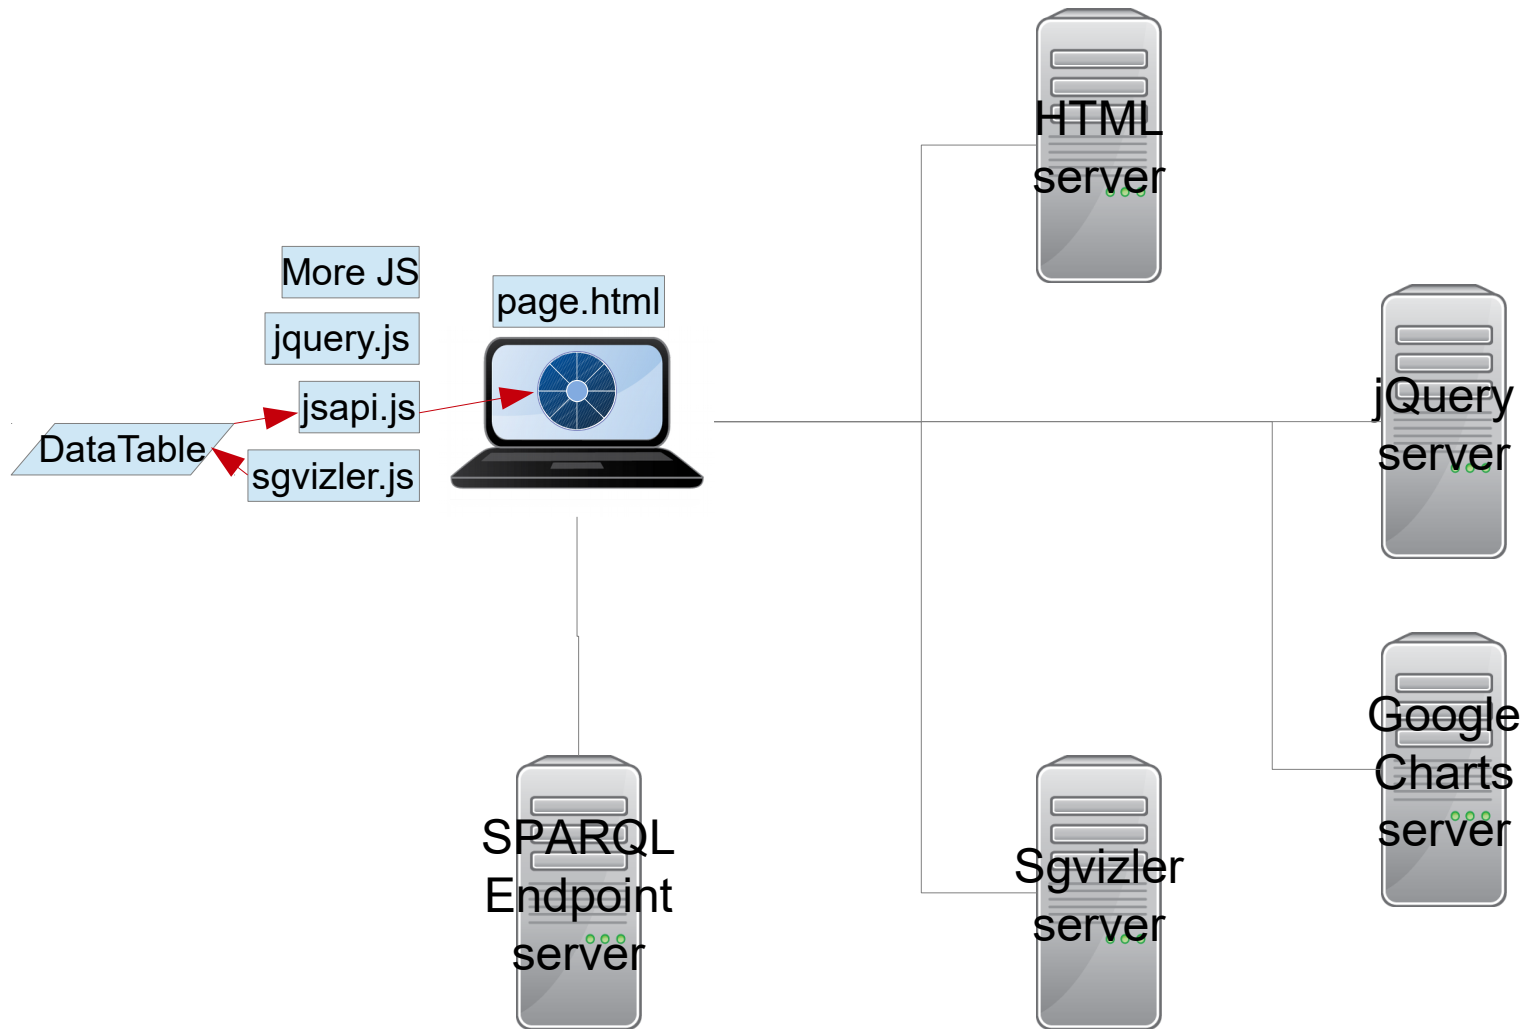 HTML
server
More JS
page.html
jquery.js
jsapi.js
DataTable
sgvizler.js
jQuery
server
Google
Charts
server
SPARQL
Endpoint
server
Sgvizler
server